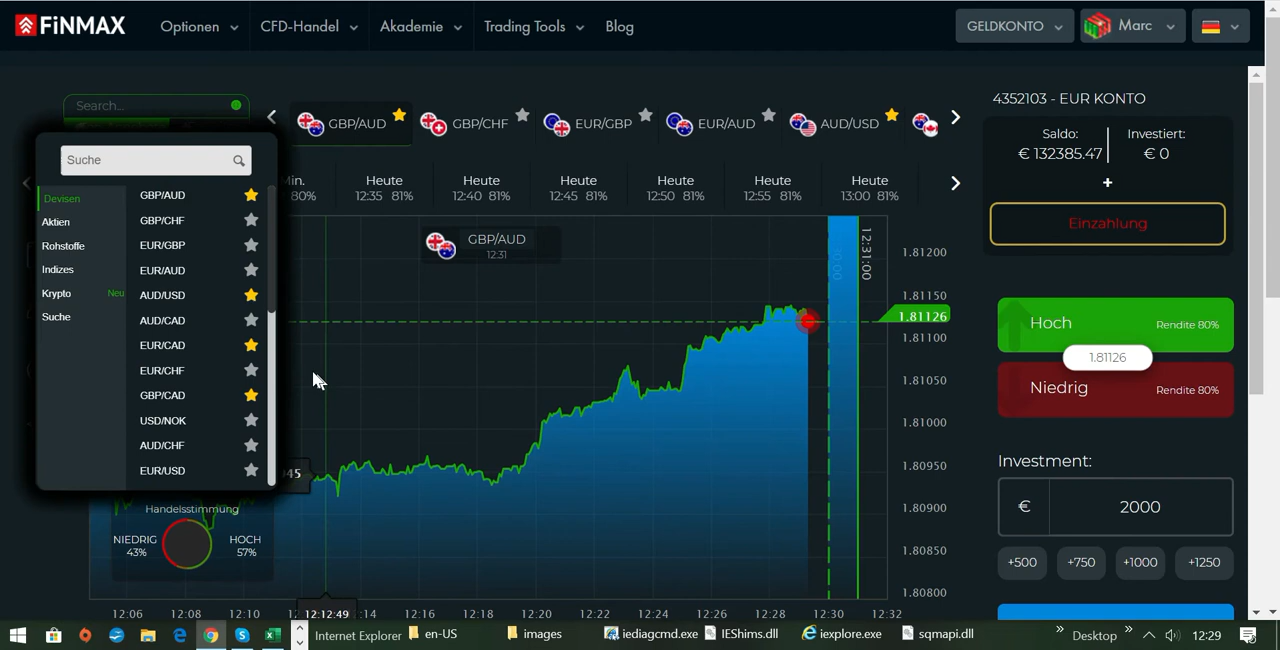 FiNMAX
Optionen
CFD-Handel
Akademie
Trading Tools
Blog
GELDKONTO
Marc
Search...
GBP/AUD
GBP/CHF
EUR/GBP
EUR/AUD
AUD/USD
4352103 - EUR KONTO
Saldo:
€ 132385.47
Investiert:
€ 0
+
Einzahlung
Min.
80%
Heute
12:35 81%
Heute
12:40 81%
Heute
12:45 81%
Heute
12:50 81%
Heute
12:55 81%
Heute
13:00 81%
Suche
Devisen
Aktien
Rohstoffe
Indizes
Krypto Neu
Suche
GBP/AUD
GBP/CHF
EUR/GBP
EUR/AUD
AUD/USD
AUD/CAD
EUR/CAD
EUR/CHF
GBP/CAD
USD/NOK
AUD/CHF
EUR/USD
GBP/AUD
12:31
12:31:00
1.81200
1.81150
1.81126
1.81100
1.81050
1.81000
1.80950
1.80900
1.80850
1.80800
45
Handelsstimmung
NIEDRIG
43%
HOCH
57%
12:06
12:08
12:10
12:12:49
:14
12:16
12:18
12:20
12:22
12:24
12:26
12:28
12:30
12:32
Hoch
Rendite 80%
1.81126
Niedrig
Rendite 80%
Investment:
€
2000
+500
+750
+1000
+1250
Internet Explorer
en-US
images
iediagcmd.exe
IEShims.dll
iexplore.exe
sqmapi.dll
»
Desktop
»
12:29